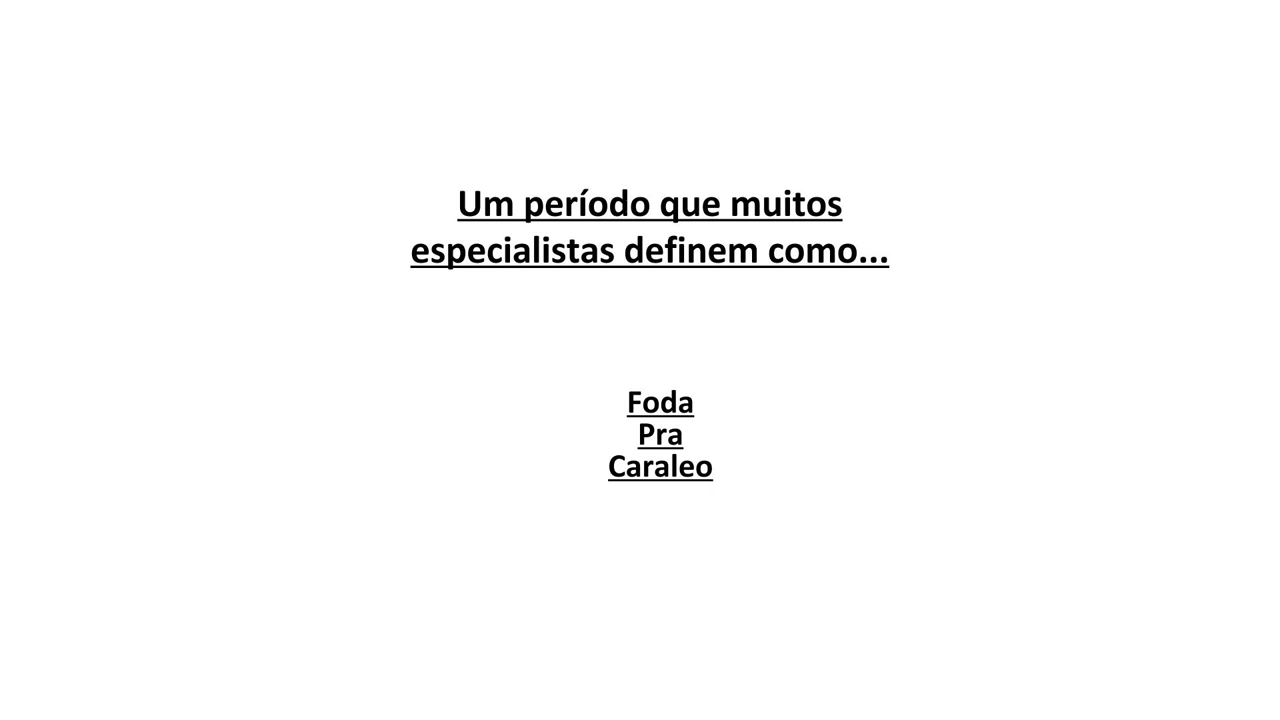 Um período que muitos
especialistas definem como...
Foda
Pra
Caraleo